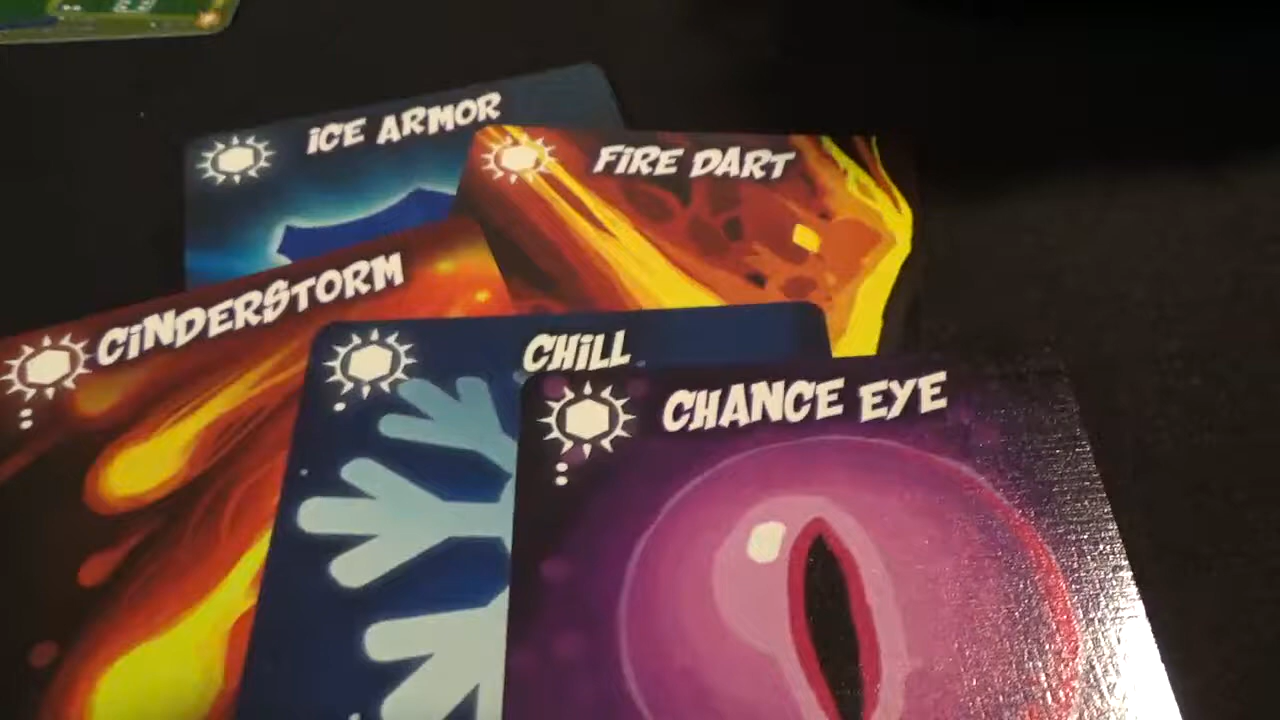 ICE ARMOR
FIRE DART
CINDERSTORM
CHILL
CHANCE EYE